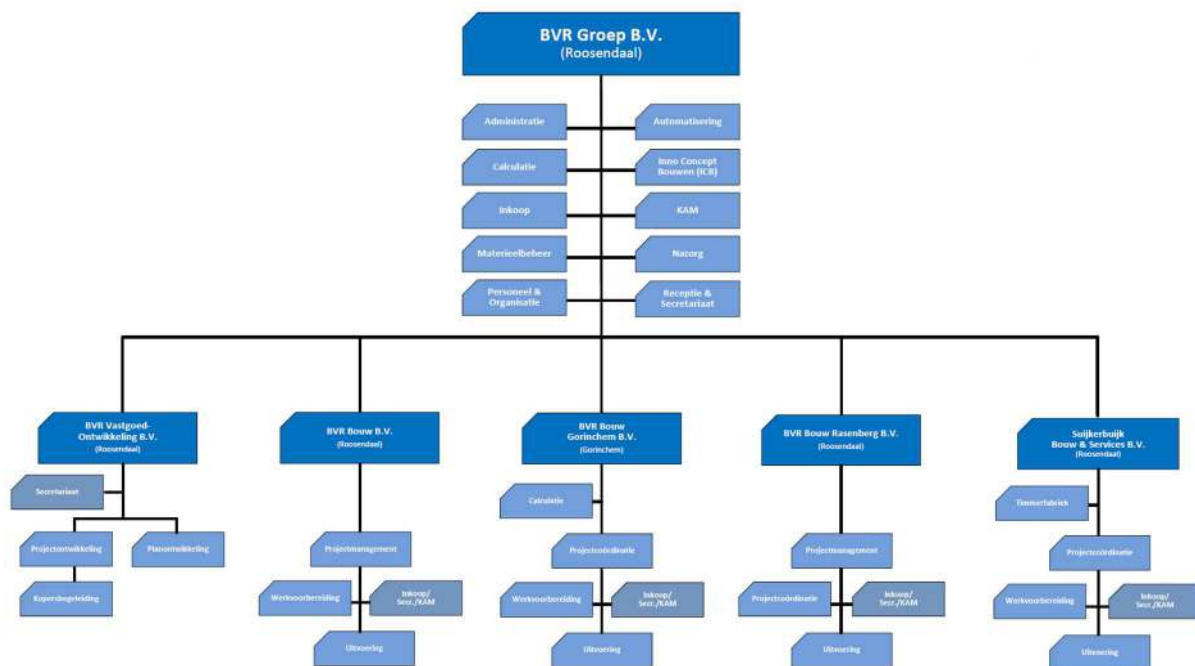 BVR Groep B.V.
(Roosendaal)
Administratie
Automatisering
Calculatie
Inno Concept
Bouwen (ICB)
Inkoop
KAM
Materieelbeheer
Nazorg
Personeel &
Organisatie
Receptie &
Secretariaat
BVR Vastgoed-
Ontwikkeling B.V.
(Roosendaal)
BVR Bouw B.V.
(Roosendaal)
BVR Bouw
Gorinchem B.V.
(Gorinchem)
BVR Bouw Rasenberg B.V.
(Roosendaal)
Suijkerbuijk
Bouw & Services B.V.
(Roosendaal)
Secretariaat
Calculatie
Timmerfabriek
Projectontwikkeling
Planontwikkeling
Projectmanagement
Projectcoördinatie
Projectmanagement
Projectcoördinatie
Kopersbegeleiding
Werkvoorbereiding
Inkoop/
Secr./KAM
Werkvoorbereiding
Inkoop/
Secr./KAM
Projectcoördinatie
Inkoop/
Secr./KAM
Werkvoorbereiding
Inkoop/
Secr./KAM
Uitvoering
Uitvoering
Uitvoering
Uitvoering